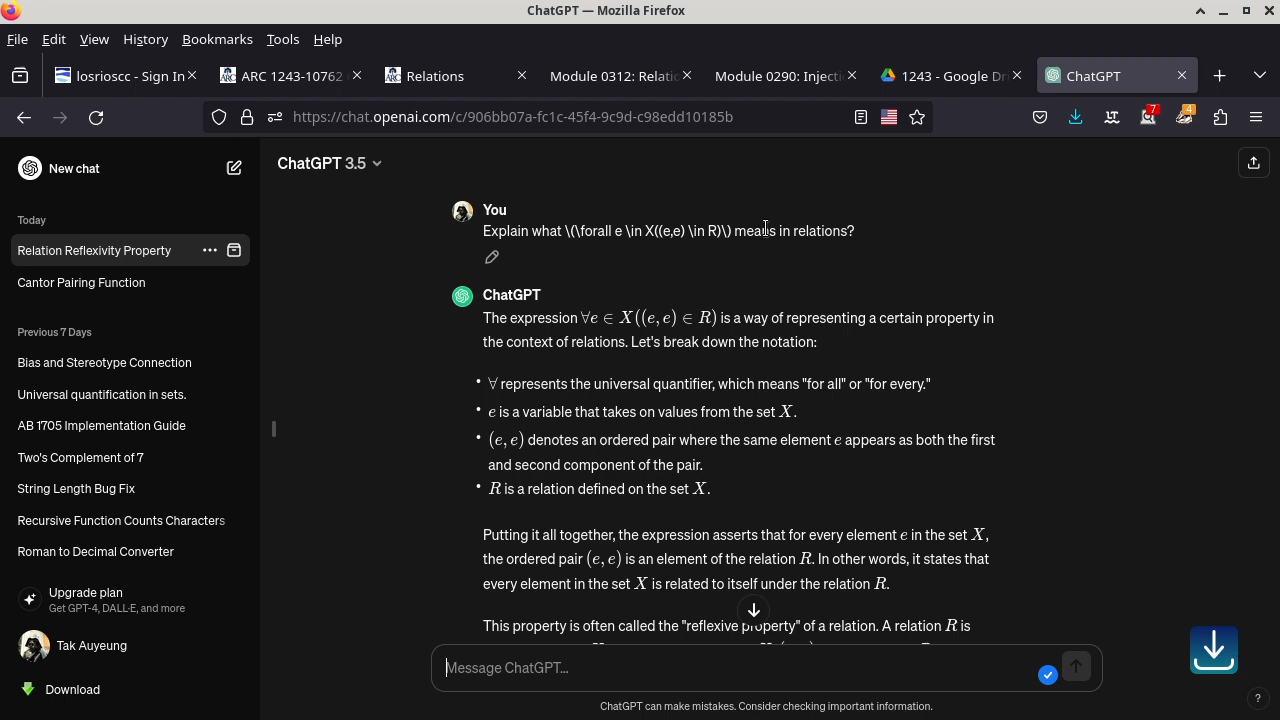 ChatGPT — Mozilla Firefox
File Edit View History Bookmarks Tools Help
losrioscc - Sign In ARC 1243-10762 Relations Module 0312: Relati Module 0290: Injecti 1243 - Google Dri ChatGPT
https://chat.openai.com/c/906bb07a-fc1c-45f4-9c9d-c98edd10185b 7 4
New chat
ChatGPT 3.5
Today
Relation Reflexivity Property
Cantor Pairing Function
Previous 7 Days
Bias and Stereotype Connection
Universal quantification in sets.
AB 1705 Implementation Guide
Two's Complement of 7
String Length Bug Fix
Recursive Function Counts Characters
Roman to Decimal Converter
Upgrade plan
Get GPT-4, DALL·E, and more
Tak Auyeung
Download
You
Explain what \(\forall e \in X((e,e) \in R)\) means in relations?
ChatGPT
The expression ∀e ∈ X((e, e) ∈ R) is a way of representing a certain property in
the context of relations. Let's break down the notation:
• ∀ represents the universal quantifier, which means "for all" or "for every."
• e is a variable that takes on values from the set X.
• (e, e) denotes an ordered pair where the same element e appears as both the first
and second component of the pair.
• R is a relation defined on the set X.
Putting it all together, the expression asserts that for every element e in the set X,
the ordered pair (e, e) is an element of the relation R. In other words, it states that
every element in the set X is related to itself under the relation R.
This property is often called the "reflexive property" of a relation. A relation R is
Message ChatGPT…
ChatGPT can make mistakes. Consider checking important information.
?